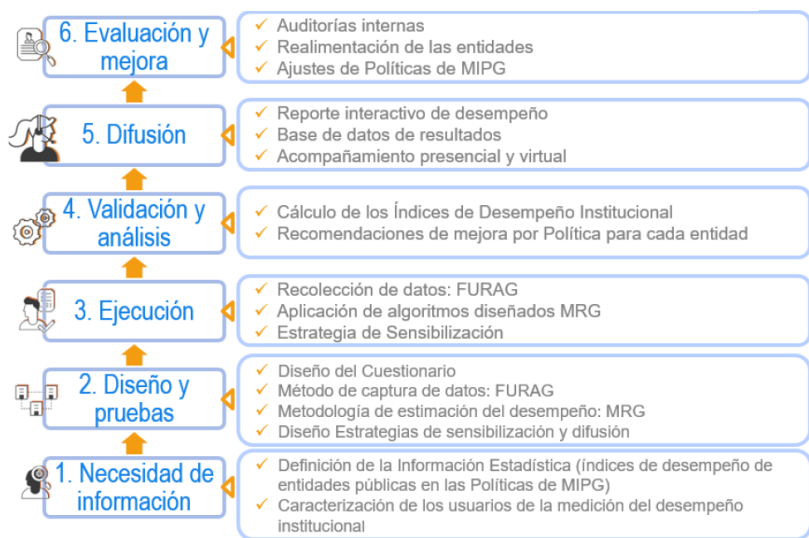 6. Evaluación y
mejora
✓ Auditorías internas
✓ Realimentación de las entidades
✓ Ajustes de Políticas de MIPG
5. Difusión
✓ Reporte interactivo de desempeño
✓ Base de datos de resultados
✓ Acompañamiento presencial y virtual
4. Validación y
análisis
✓ Cálculo de los Índices de Desempeño Institucional
✓ Recomendaciones de mejora por Política para cada entidad
3. Ejecución
✓ Recolección de datos: FURAG
✓ Aplicación de algoritmos diseñados MRG
✓ Estrategia de Sensibilización
2. Diseño y
pruebas
✓ Diseño del Cuestionario
✓ Método de captura de datos: FURAG
✓ Metodología de estimación del desempeño: MRG
✓ Diseño Estrategias de sensibilización y difusión
1. Necesidad de
información
✓ Definición de la Información Estadística (índices de desempeño de
entidades públicas en las Políticas de MIPG)
✓ Caracterización de los usuarios de la medición del desempeño
institucional